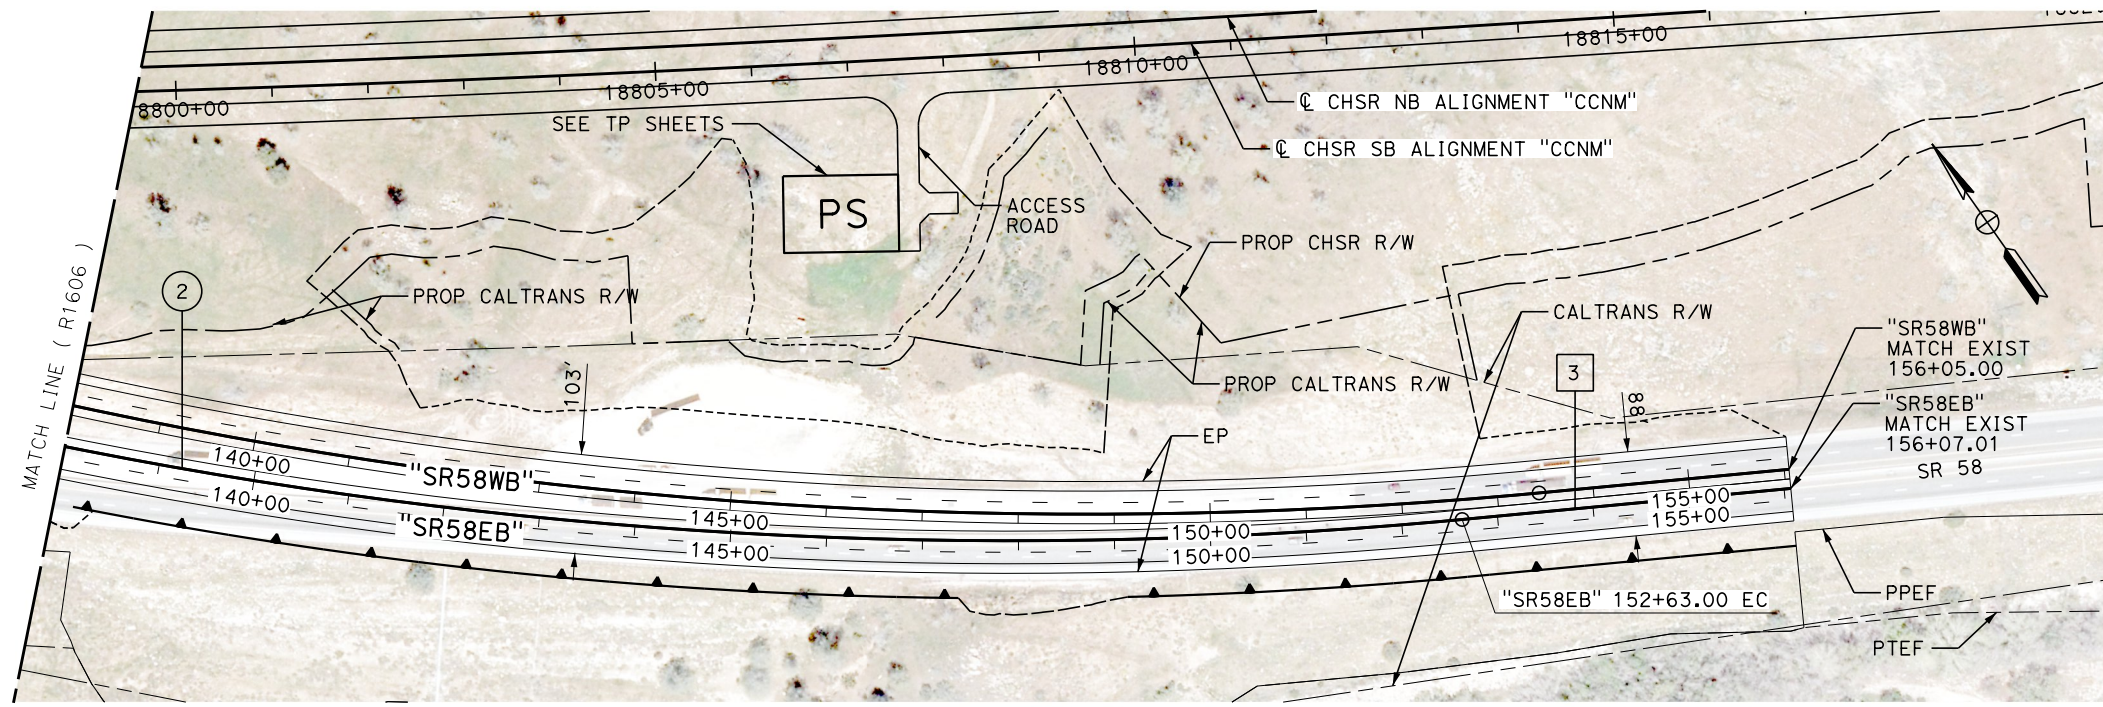 18815+00
18810+00
18805+00
8800+00
℄ CHSR NB ALIGNMENT "CCNM"
SEE TP SHEETS
℄ CHSR SB ALIGNMENT "CCNM"
PS
ACCESS
ROAD
PROP CHSR R/W
2
PROP CALTRANS R/W
CALTRANS R/W
MATCH LINE ( R1606 )
"SR58WB"
MATCH EXIST
156+05.00
103'
PROP CALTRANS R/W
3
88'
"SR58EB"
MATCH EXIST
156+07.01
SR 58
EP
140+00
"SR58WB"
140+00
"SR58EB"
145+00
145+00
150+00
150+00
155+00
155+00
"SR58EB" 152+63.00 EC
PPEF
PTEF